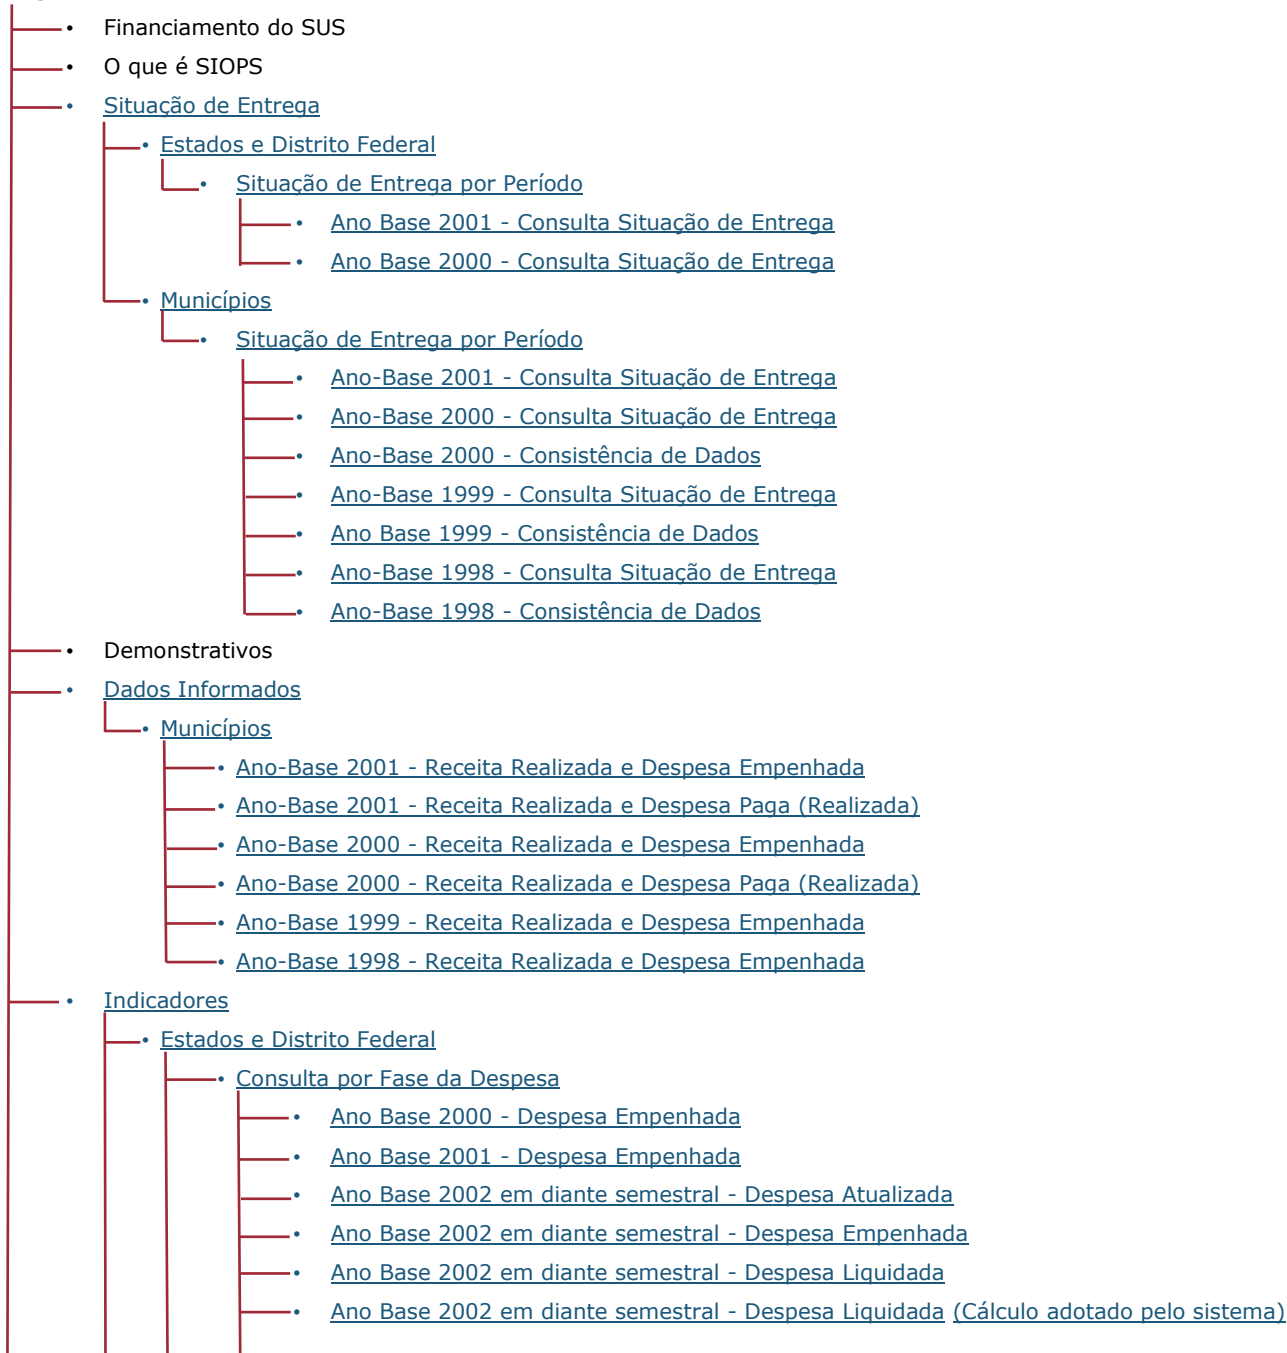 • Financiamento do SUS
• O que é SIOPS
• Situação de Entrega
• Estados e Distrito Federal
• Situação de Entrega por Período
• Ano Base 2001 - Consulta Situação de Entrega
• Ano Base 2000 - Consulta Situação de Entrega
• Municípios
• Situação de Entrega por Período
• Ano-Base 2001 - Consulta Situação de Entrega
• Ano-Base 2000 - Consulta Situação de Entrega
• Ano-Base 2000 - Consistência de Dados
• Ano-Base 1999 - Consulta Situação de Entrega
• Ano Base 1999 - Consistência de Dados
• Ano-Base 1998 - Consulta Situação de Entrega
• Ano-Base 1998 - Consistência de Dados
• Demonstrativos
• Dados Informados
• Municípios
• Ano-Base 2001 - Receita Realizada e Despesa Empenhada
• Ano-Base 2001 - Receita Realizada e Despesa Paga (Realizada)
• Ano-Base 2000 - Receita Realizada e Despesa Empenhada
• Ano-Base 2000 - Receita Realizada e Despesa Paga (Realizada)
• Ano-Base 1999 - Receita Realizada e Despesa Empenhada
• Ano-Base 1998 - Receita Realizada e Despesa Empenhada
• Indicadores
• Estados e Distrito Federal
• Consulta por Fase da Despesa
• Ano Base 2000 - Despesa Empenhada
• Ano Base 2001 - Despesa Empenhada
• Ano Base 2002 em diante semestral - Despesa Atualizada
• Ano Base 2002 em diante semestral - Despesa Empenhada
• Ano Base 2002 em diante semestral - Despesa Liquidada
• Ano Base 2002 em diante semestral - Despesa Liquidada (Cálculo adotado pelo sistema)